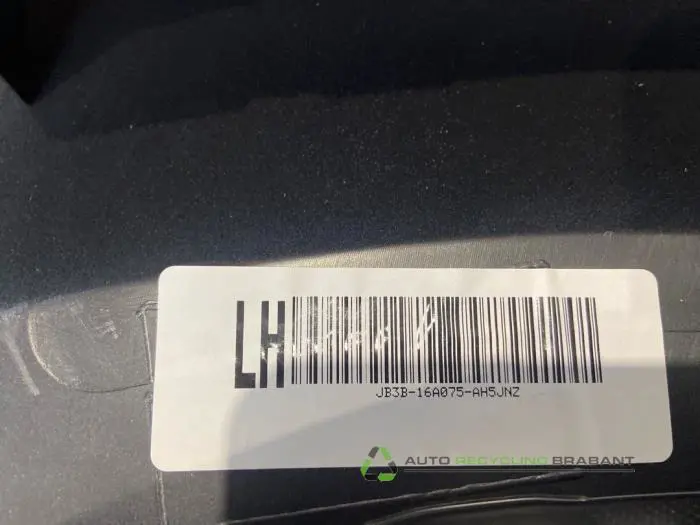 LH
JB3B-16A075-AH5JNZ
AUTO RECYCLING BRABANT